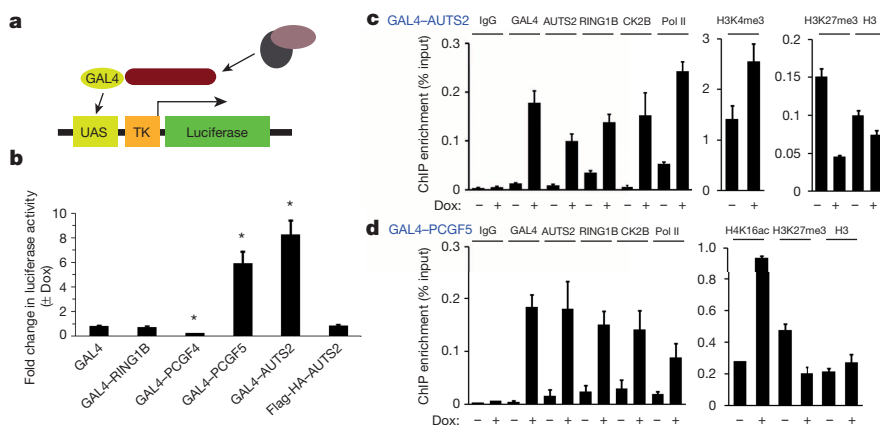 a
GAL4
UAS
TK
Luciferase
b
Fold change in luciferase activity
(± Dox)
10
8
6
4
2
0
*
*
*
GAL4
GAL4–RING1B
GAL4–PCGF4
GAL4–PCGF5
GAL4–AUTS2
Flag-HA–AUTS2
c GAL4–AUTS2
IgG GAL4 AUTS2 RING1B CK2B Pol II
ChIP enrichment (% input)
0.3
0.2
0.1
0
Dox: – + – + – + – + – + – +
H3K4me3
3
2
1
0
– +
H3K27me3 H3
0.2
0.15
0.1
0.05
0
– + – +
d GAL4–PCGF5
IgG GAL4 AUTS2 RING1B CK2B Pol II
ChIP enrichment (% input)
0.3
0.2
0.1
0
Dox: – + – + – + – + – + – +
H4K16ac H3K27me3 H3
1.0
0.8
0.6
0.4
0.2
0
– + – + – +